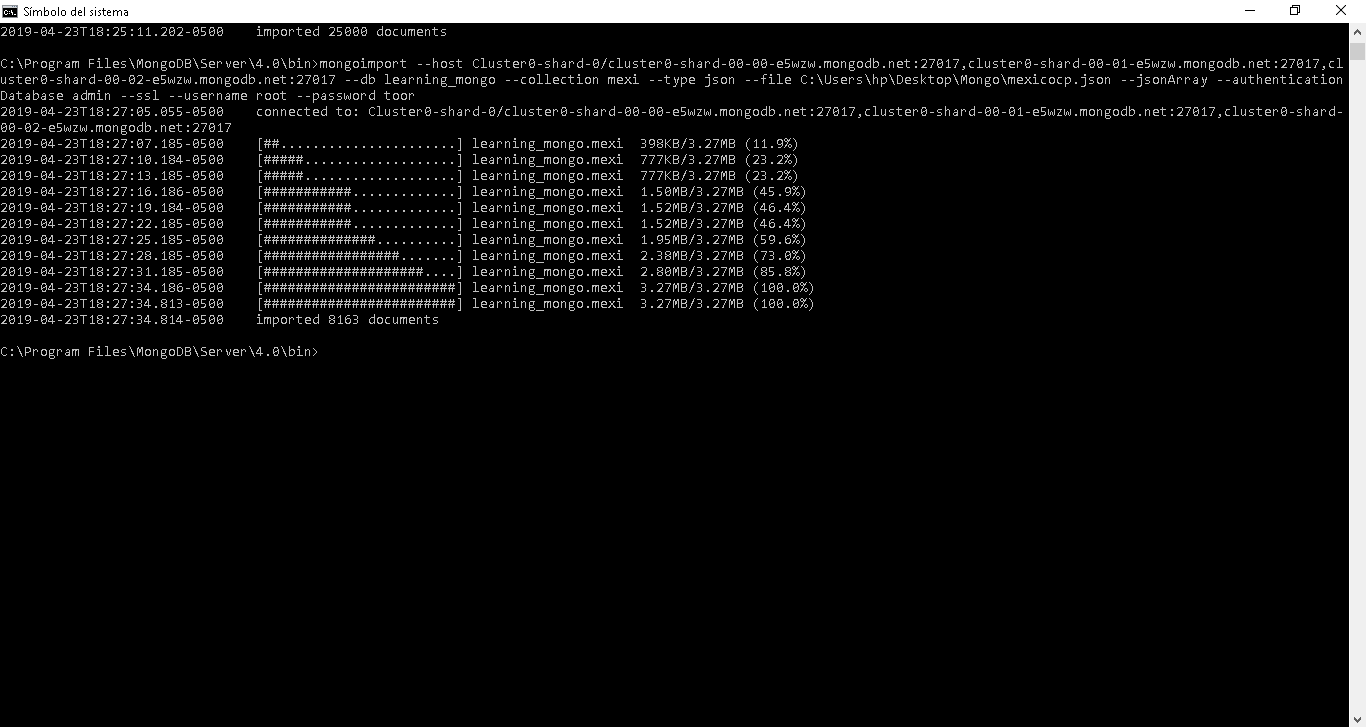 Símbolo del sistema
2019-04-23T18:25:11.202-0500    imported 25000 documents
C:\Program Files\MongoDB\Server\4.0\bin>mongoimport --host Cluster0-shard-0/cluster0-shard-00-00-e5wzw.mongodb.net:27017,cluster0-shard-00-01-e5wzw.mongodb.net:27017,cl
uster0-shard-00-02-e5wzw.mongodb.net:27017 --db learning_mongo --collection mexi --type json --file C:\Users\hp\Desktop\Mongo\mexicocp.json --jsonArray --authentication
Database admin --ssl --username root --password toor
2019-04-23T18:27:05.055-0500    connected to: Cluster0-shard-0/cluster0-shard-00-00-e5wzw.mongodb.net:27017,cluster0-shard-00-01-e5wzw.mongodb.net:27017,cluster0-shard-
00-02-e5wzw.mongodb.net:27017
2019-04-23T18:27:07.185-0500    [##......................] learning_mongo.mexi  398KB/3.27MB (11.9%)
2019-04-23T18:27:10.184-0500    [#####...................] learning_mongo.mexi  777KB/3.27MB (23.2%)
2019-04-23T18:27:13.185-0500    [#####...................] learning_mongo.mexi  777KB/3.27MB (23.2%)
2019-04-23T18:27:16.186-0500    [###########.............] learning_mongo.mexi  1.50MB/3.27MB (45.9%)
2019-04-23T18:27:19.184-0500    [###########.............] learning_mongo.mexi  1.52MB/3.27MB (46.4%)
2019-04-23T18:27:22.185-0500    [###########.............] learning_mongo.mexi  1.52MB/3.27MB (46.4%)
2019-04-23T18:27:25.185-0500    [##############..........] learning_mongo.mexi  1.95MB/3.27MB (59.6%)
2019-04-23T18:27:28.185-0500    [#################.......] learning_mongo.mexi  2.38MB/3.27MB (73.0%)
2019-04-23T18:27:31.185-0500    [####################....] learning_mongo.mexi  2.80MB/3.27MB (85.8%)
2019-04-23T18:27:34.186-0500    [########################] learning_mongo.mexi  3.27MB/3.27MB (100.0%)
2019-04-23T18:27:34.813-0500    [########################] learning_mongo.mexi  3.27MB/3.27MB (100.0%)
2019-04-23T18:27:34.814-0500    imported 8163 documents
C:\Program Files\MongoDB\Server\4.0\bin>